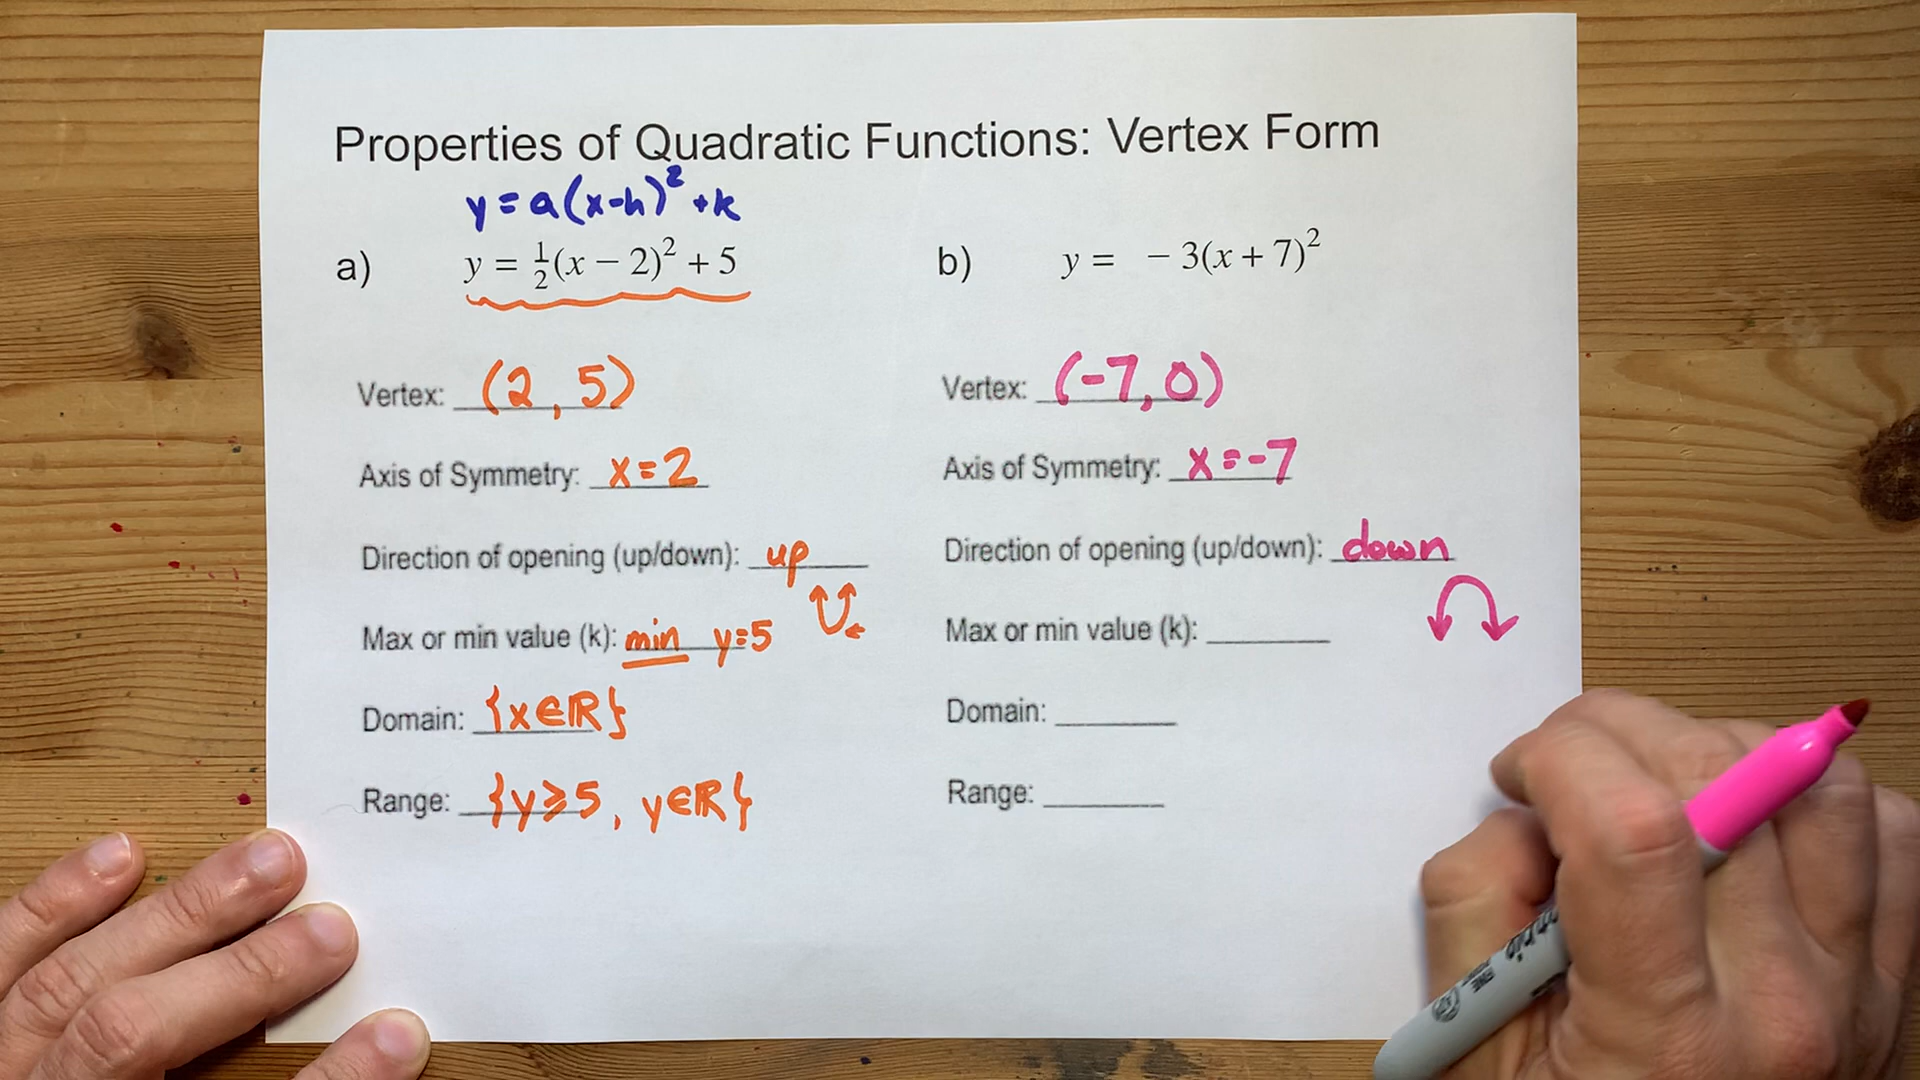 Properties of Quadratic Functions: Vertex Form
y = a(x-h)² + k
a) y = ½(x − 2)² + 5
Vertex: (2, 5)
Axis of Symmetry: x = 2
Direction of opening (up/down): up
Max or min value (k): min y=5
Domain: {x∈ℝ}
Range: {y≥5, y∈ℝ}
b) y = − 3(x + 7)²
Vertex: (-7, 0)
Axis of Symmetry: x = -7
Direction of opening (up/down): down
Max or min value (k):
Domain:
Range: